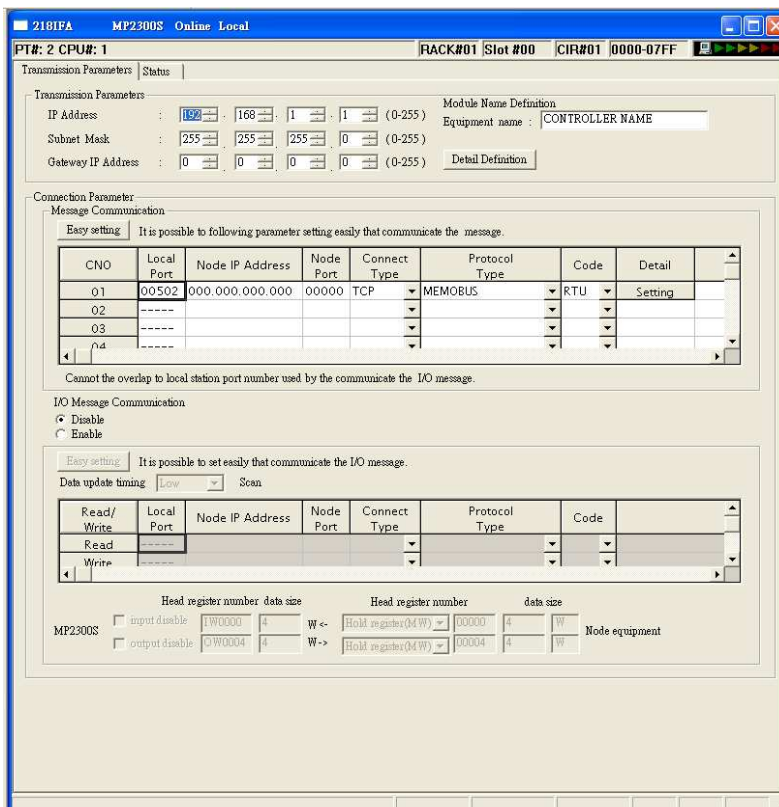 218IFA MP2300S Online Local
PT#: 2 CPU#: 1 RACK#01 Slot #00 CIR#01 0000-07FF
Transmission Parameters Status
Transmission Parameters
IP Address : 192 . 168 . 1 . 1 (0-255)
Module Name Definition
Equipment name : CONTROLLER NAME
Subnet Mask : 255 . 255 . 255 . 0 (0-255)
Gateway IP Address : 0 . 0 . 0 . 0 (0-255) Detail Definition
Connection Parameter
Message Communication
Easy setting It is possible to following parameter setting easily that communicate the message.
CNO Local Port Node IP Address Node Port Connect Type Protocol Type Code Detail
01 00502 000.000.000.000 00000 TCP MEMOBUS RTU Setting
02 -----
03 -----
04 -----
Cannot the overlap to local station port number used by the communicate the I/O message.
I/O Message Communication
Disable
Enable
Easy setting It is possible to set easily that communicate the I/O message.
Data update timing Low Scan
Read/ Write Local Port Node IP Address Node Port Connect Type Protocol Type Code
Read -----
Write -----
Head register number data size Head register number data size
MP2300S input disable IW0000 4 W<- Hold register(MW) 00000 4 W Node equipment
output disable OW0004 4 W-> Hold register(MW) 00004 4 W